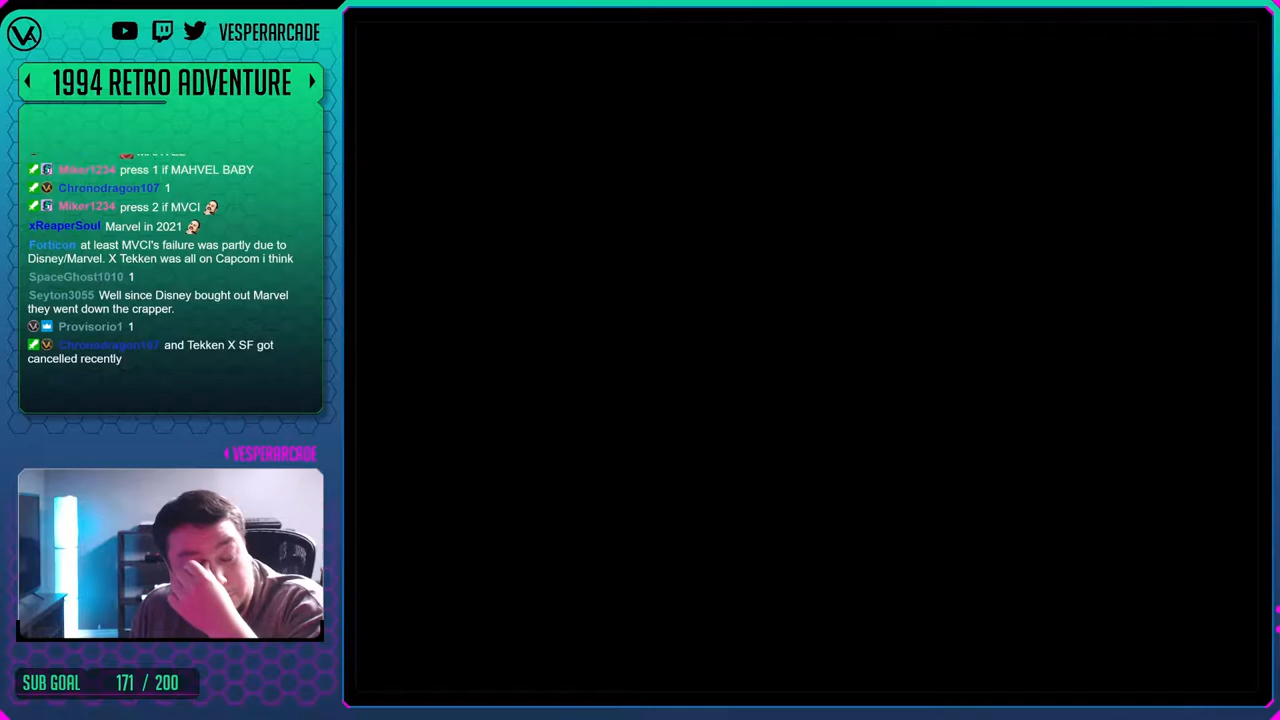 VA
VESPERARCADE
1994 RETRO ADVENTURE
Miker1234 press 1 if MAHVEL BABY
Chronodragon107 1
Miker1234 press 2 if MVCI
xReaperSoul Marvel in 2021
Forticon at least MVCI's failure was partly due to
Disney/Marvel. X Tekken was all on Capcom i think
SpaceGhost1010 1
Seyton3055 Well since Disney bought out Marvel
they went down the crapper.
Provisorio1 1
Chronodragon107 and Tekken X SF got
cancelled recently
VESPERARCADE
SUB GOAL 171 / 200